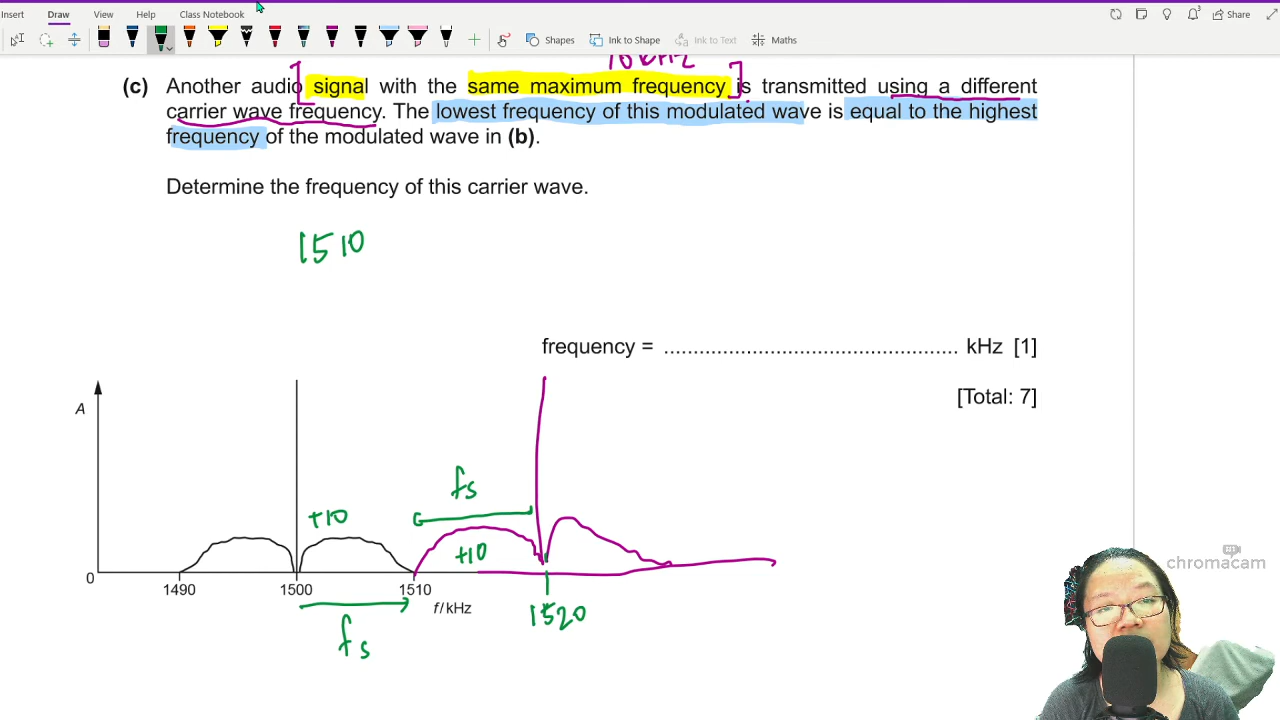 Insert Draw View Help Class Notebook Share
Shapes Ink to Shape Ink to Text Maths
10 kHz
(c) Another audio signal with the same maximum frequency is transmitted using a different
carrier wave frequency. The lowest frequency of this modulated wave is equal to the highest
frequency of the modulated wave in (b).
Determine the frequency of this carrier wave.
1510
frequency = ................................................. kHz [1]
[Total: 7]
A
fs
+10
+10
0
1490 1500 1510
f / kHz
1520
fs
chromacam